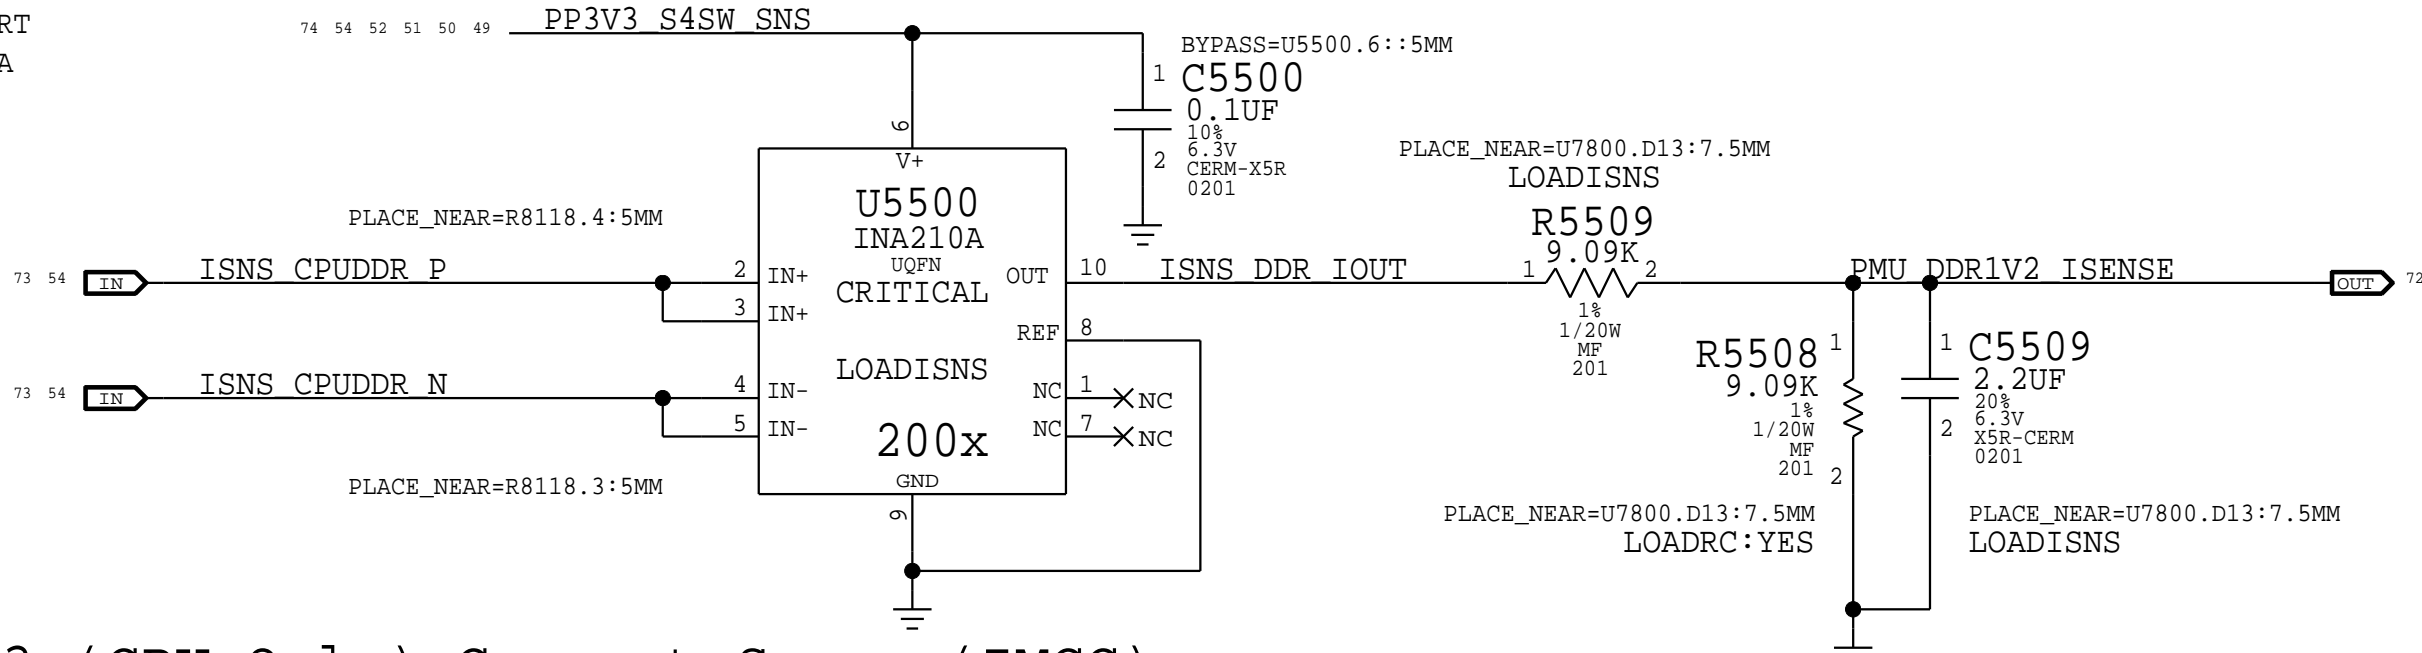 RT
A
74 54 52 51 50 49
PP3V3_S4SW_SNS
BYPASS=U5500.6::5MM
1
C5500
0.1UF
10%
6.3V
CERM-X5R
0201
2
6
V+
U5500
INA210A
UQFN
CRITICAL
LOADISNS
200x
GND
9
PLACE_NEAR=R8118.4:5MM
73 54
IN
ISNS_CPUDDR_P
2
IN+
3
IN+
73 54
IN
ISNS_CPUDDR_N
4
IN-
5
IN-
PLACE_NEAR=R8118.3:5MM
OUT
10
ISNS_DDR_IOUT
REF
8
NC
1
NC
NC
7
NC
PLACE_NEAR=U7800.D13:7.5MM
LOADISNS
R5509
9.09K
1
2
1%
1/20W
MF
201
PMU_DDR1V2_ISENSE
OUT
72
R5508
9.09K
1%
1/20W
MF
201
1
2
PLACE_NEAR=U7800.D13:7.5MM
LOADRC:YES
1
C5509
2.2UF
20%
6.3V
X5R-CERM
0201
2
PLACE_NEAR=U7800.D13:7.5MM
LOADISNS